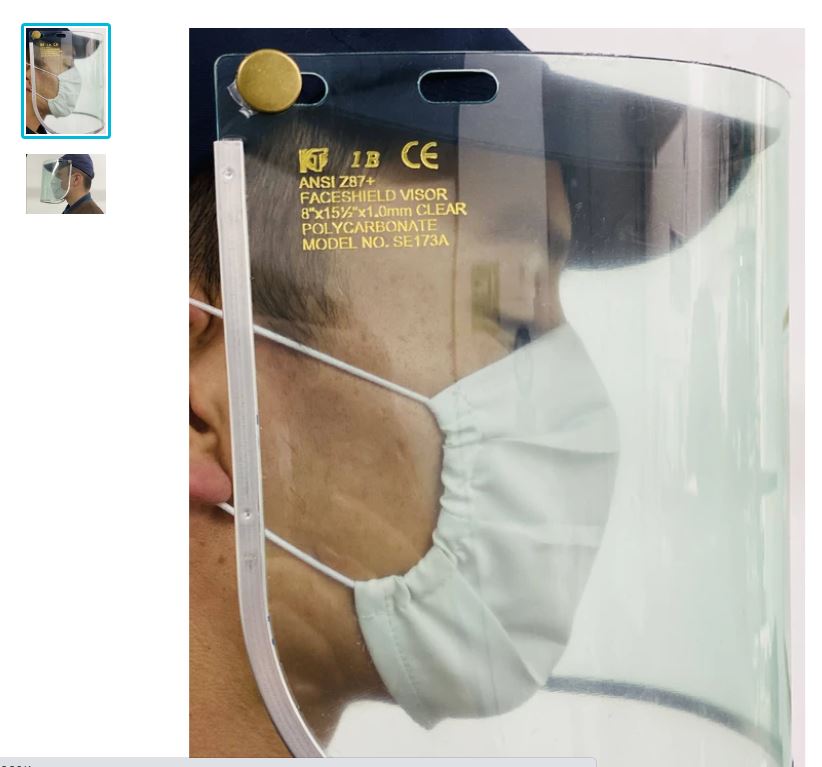 1B CE
ANSI Z87+
FACESHIELD VISOR
8"x15½"x1.0mm CLEAR
POLYCARBONATE
MODEL NO. SE173A